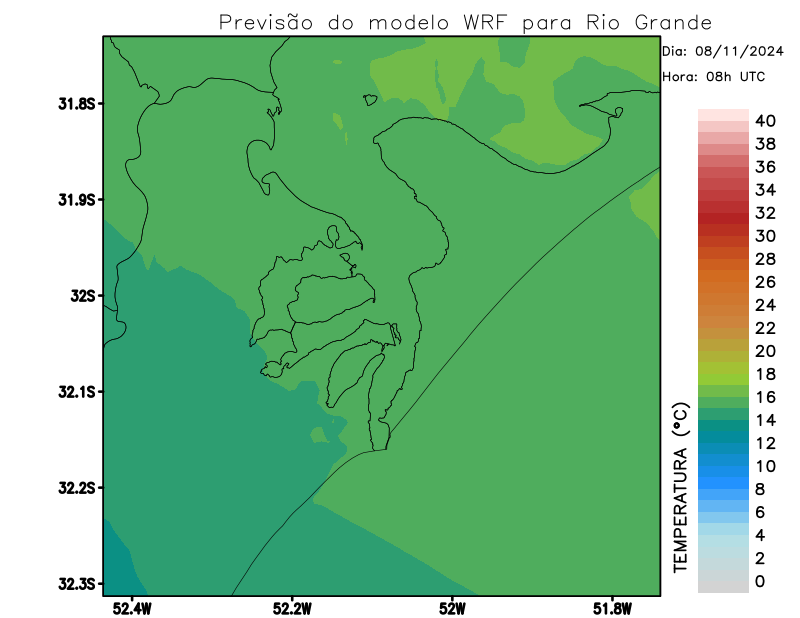 Previsão do modelo WRF para Rio Grande
Dia: 08/11/2024
Hora: 08h UTC
31.8S
31.9S
32S
32.1S
32.2S
32.3S
52.4W
52.2W
52W
51.8W
TEMPERATURA (°C)
40
38
36
34
32
30
28
26
24
22
20
18
16
14
12
10
8
6
4
2
0